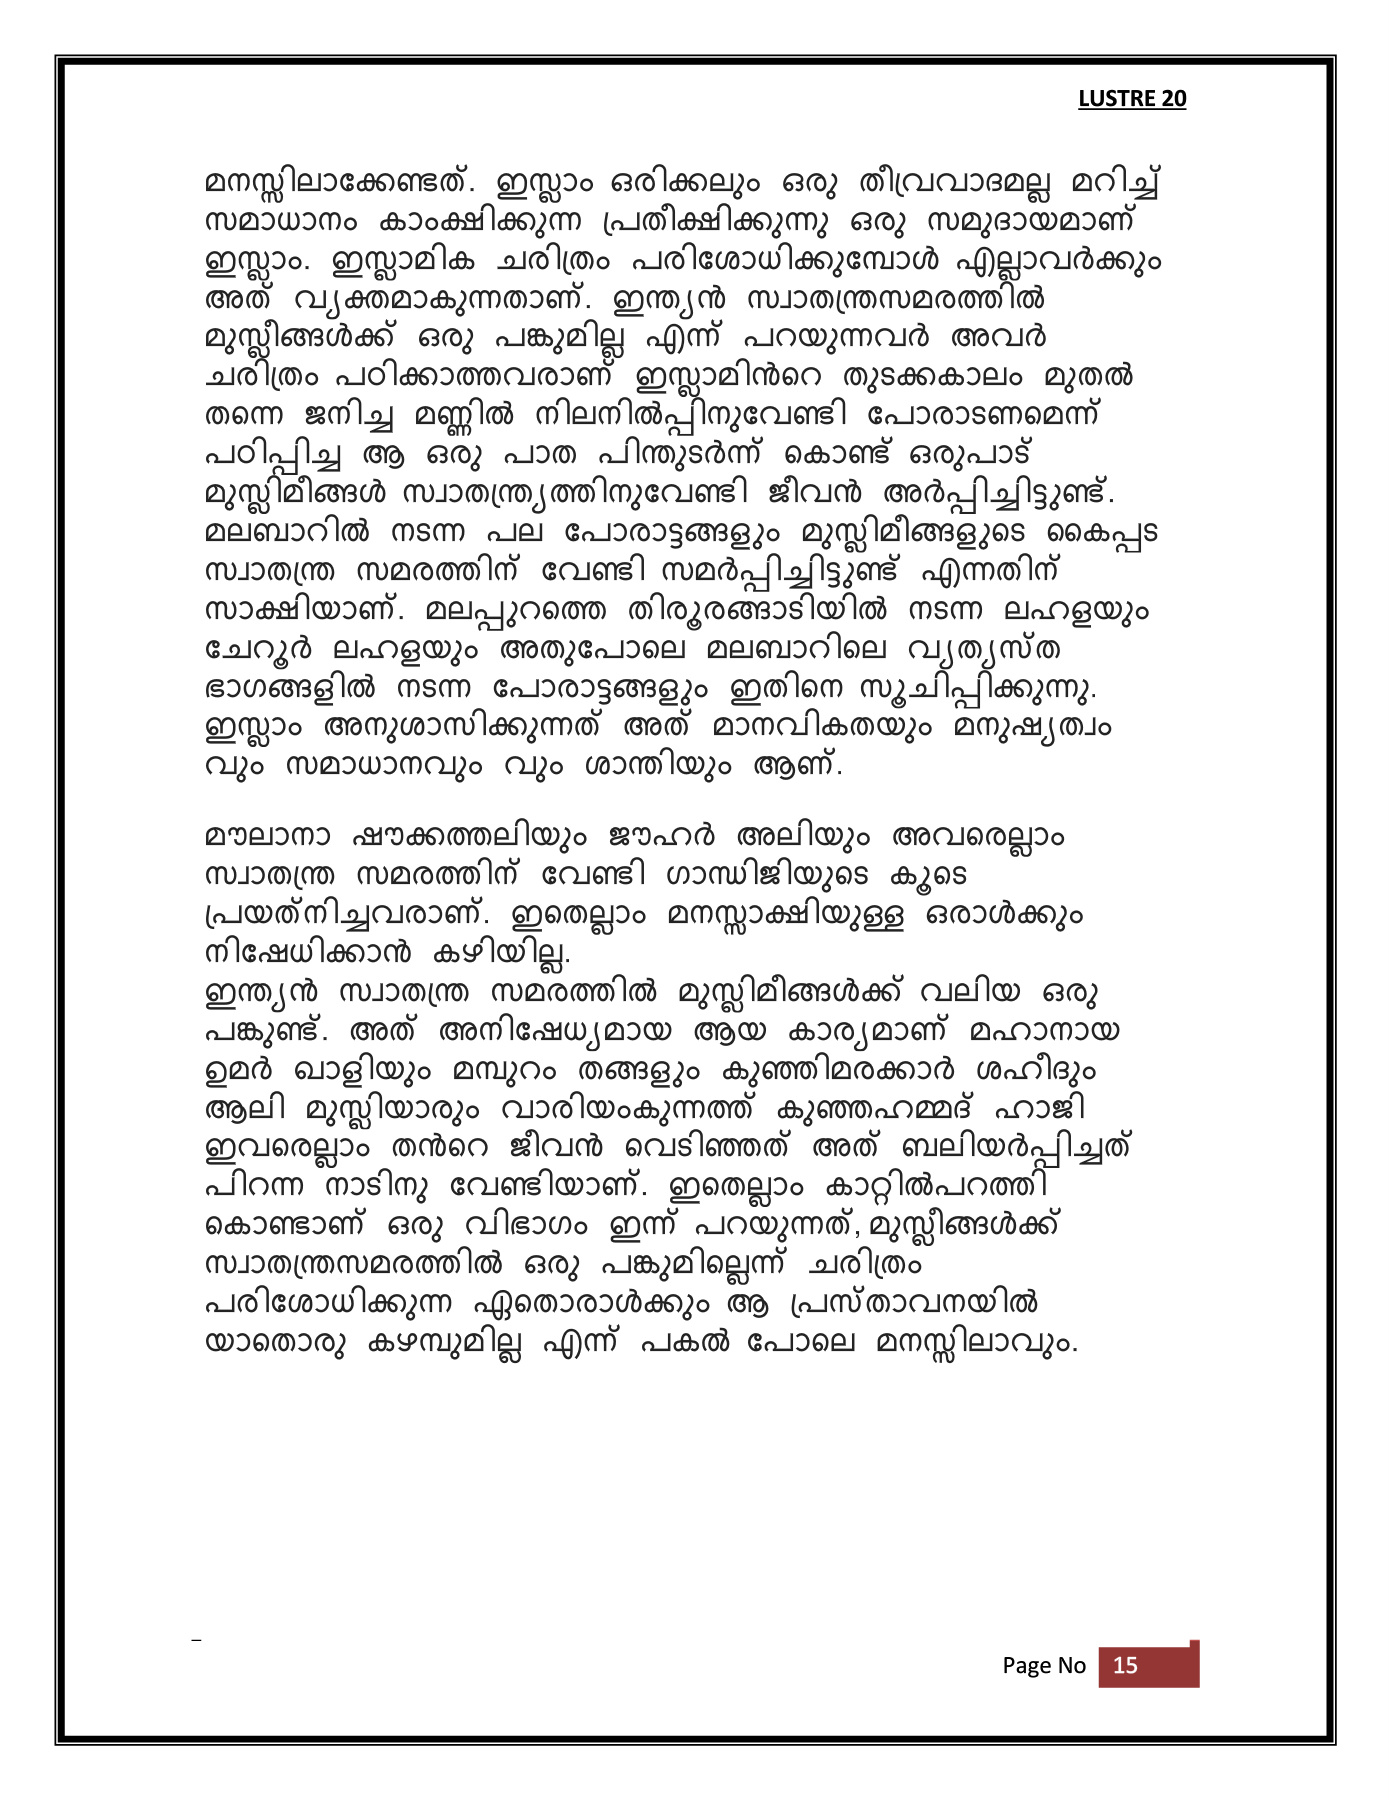 LUSTRE 20
മനസ്സിലാക്കേണ്ടത്. ഇസ്ലാം ഒരിക്കലും ഒരു തീവ്രവാദമല്ല മറിച്ച്
സമാധാനം കാംക്ഷിക്കുന്ന പ്രതീക്ഷിക്കുന്നു ഒരു സമുദായമാണ്
ഇസ്ലാം. ഇസ്ലാമിക ചരിത്രം പരിശോധിക്കുമ്പോൾ എല്ലാവർക്കും
അത് വ്യക്തമാകുന്നതാണ്. ഇന്ത്യൻ സ്വാതന്ത്രസമരത്തിൽ
മുസ്ലീങ്ങൾക്ക് ഒരു പങ്കുമില്ല എന്ന് പറയുന്നവർ അവർ
ചരിത്രം പഠിക്കാത്തവരാണ് ഇസ്ലാമിൻറെ തുടക്കകാലം മുതൽ
തന്നെ ജനിച്ച മണ്ണിൽ നിലനിൽപ്പിനുവേണ്ടി പോരാടണമെന്ന്
പഠിപ്പിച്ച ആ ഒരു പാത പിന്തുടർന്ന് കൊണ്ട് ഒരുപാട്
മുസ്ലിമീങ്ങൾ സ്വാതന്ത്ര്യത്തിനുവേണ്ടി ജീവൻ അർപ്പിച്ചിട്ടുണ്ട്.
മലബാറിൽ നടന്ന പല പോരാട്ടങ്ങളും മുസ്ലിമീങ്ങളുടെ കൈപ്പട
സ്വാതന്ത്ര സമരത്തിന് വേണ്ടി സമർപ്പിച്ചിട്ടുണ്ട് എന്നതിന്
സാക്ഷിയാണ്. മലപ്പുറത്തെ തിരൂരങ്ങാടിയിൽ നടന്ന ലഹളയും
ചേറൂർ ലഹളയും അതുപോലെ മലബാറിലെ വ്യത്യസ്ത
ഭാഗങ്ങളിൽ നടന്ന പോരാട്ടങ്ങളും ഇതിനെ സൂചിപ്പിക്കുന്നു.
ഇസ്ലാം അനുശാസിക്കുന്നത് അത് മാനവികതയും മനുഷ്യത്വം
വും സമാധാനവും വും ശാന്തിയും ആണ്.
മൗലാനാ ഷൗക്കത്തലിയും ജൗഹർ അലിയും അവരെല്ലാം
സ്വാതന്ത്ര സമരത്തിന് വേണ്ടി ഗാന്ധിജിയുടെ കൂടെ
പ്രയത്നിച്ചവരാണ്. ഇതെല്ലാം മനസ്സാക്ഷിയുള്ള ഒരാൾക്കും
നിഷേധിക്കാൻ കഴിയില്ല.
ഇന്ത്യൻ സ്വാതന്ത്ര സമരത്തിൽ മുസ്ലിമീങ്ങൾക്ക് വലിയ ഒരു
പങ്കുണ്ട്. അത് അനിഷേധ്യമായ ആയ കാര്യമാണ് മഹാനായ
ഉമർ ഖാളിയും മമ്പുറം തങ്ങളും കുഞ്ഞിമരക്കാർ ശഹീദും
ആലി മുസ്ലിയാരും വാരിയംകുന്നത്ത് കുഞ്ഞഹമ്മദ് ഹാജി
ഇവരെല്ലാം തൻറെ ജീവൻ വെടിഞ്ഞത് അത് ബലിയർപ്പിച്ചത്
പിറന്ന നാടിനു വേണ്ടിയാണ്. ഇതെല്ലാം കാറ്റിൽപറത്തി
കൊണ്ടാണ് ഒരു വിഭാഗം ഇന്ന് പറയുന്നത്, മുസ്ലീങ്ങൾക്ക്
സ്വാതന്ത്രസമരത്തിൽ ഒരു പങ്കുമില്ലെന്ന് ചരിത്രം
പരിശോധിക്കുന്ന ഏതൊരാൾക്കും ആ പ്രസ്താവനയിൽ
യാതൊരു കഴമ്പുമില്ല എന്ന് പകൽ പോലെ മനസ്സിലാവും.
Page No 15